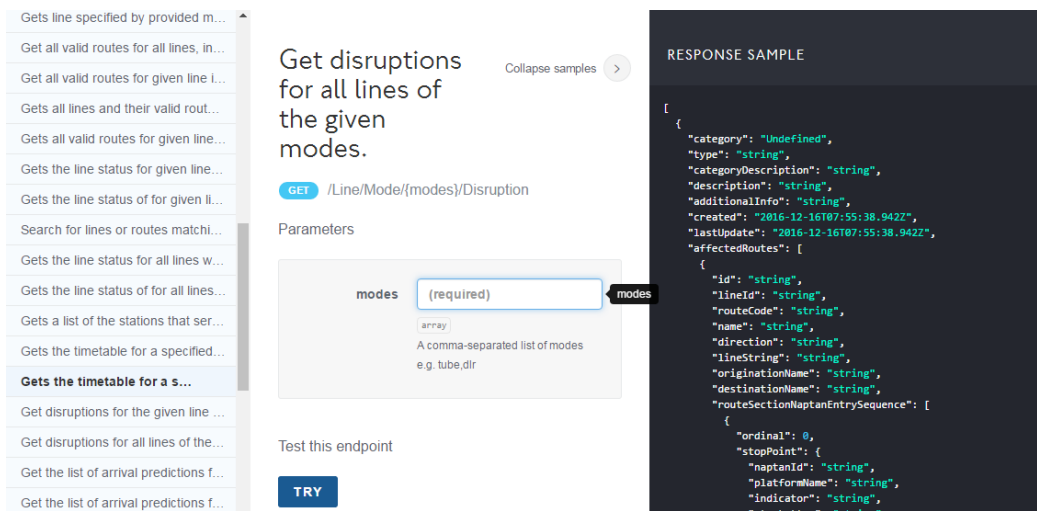 Gets line specified by provided m...
Get all valid routes for all lines, in...
Get all valid routes for given line i...
Gets all lines and their valid rout...
Gets all valid routes for given line...
Gets the line status for given line...
Gets the line status of for given li...
Search for lines or routes matchi...
Gets the line status for all lines w...
Gets the line status of for all lines...
Gets a list of the stations that ser...
Gets the timetable for a specified...
Gets the timetable for a s...
Get disruptions for the given line ...
Get disruptions for all lines of the...
Get the list of arrival predictions f...
Get the list of arrival predictions f...
Get disruptions
for all lines of
the given
modes.
Collapse samples >
GET /Line/Mode/{modes}/Disruption
Parameters
modes (required) modes
array
A comma-separated list of modes
e.g. tube,dlr
Test this endpoint
TRY
RESPONSE SAMPLE
[
{
"category": "Undefined",
"type": "string",
"categoryDescription": "string",
"description": "string",
"additionalInfo": "string",
"created": "2016-12-16T07:55:38.942Z",
"lastUpdate": "2016-12-16T07:55:38.942Z",
"affectedRoutes": [
{
"id": "string",
"lineId": "string",
"routeCode": "string",
"name": "string",
"direction": "string",
"lineString": "string",
"originationName": "string",
"destinationName": "string",
"routeSectionNaptanEntrySequence": [
{
"ordinal": 0,
"stopPoint": {
"naptanId": "string",
"platformName": "string",
"indicator": "string",